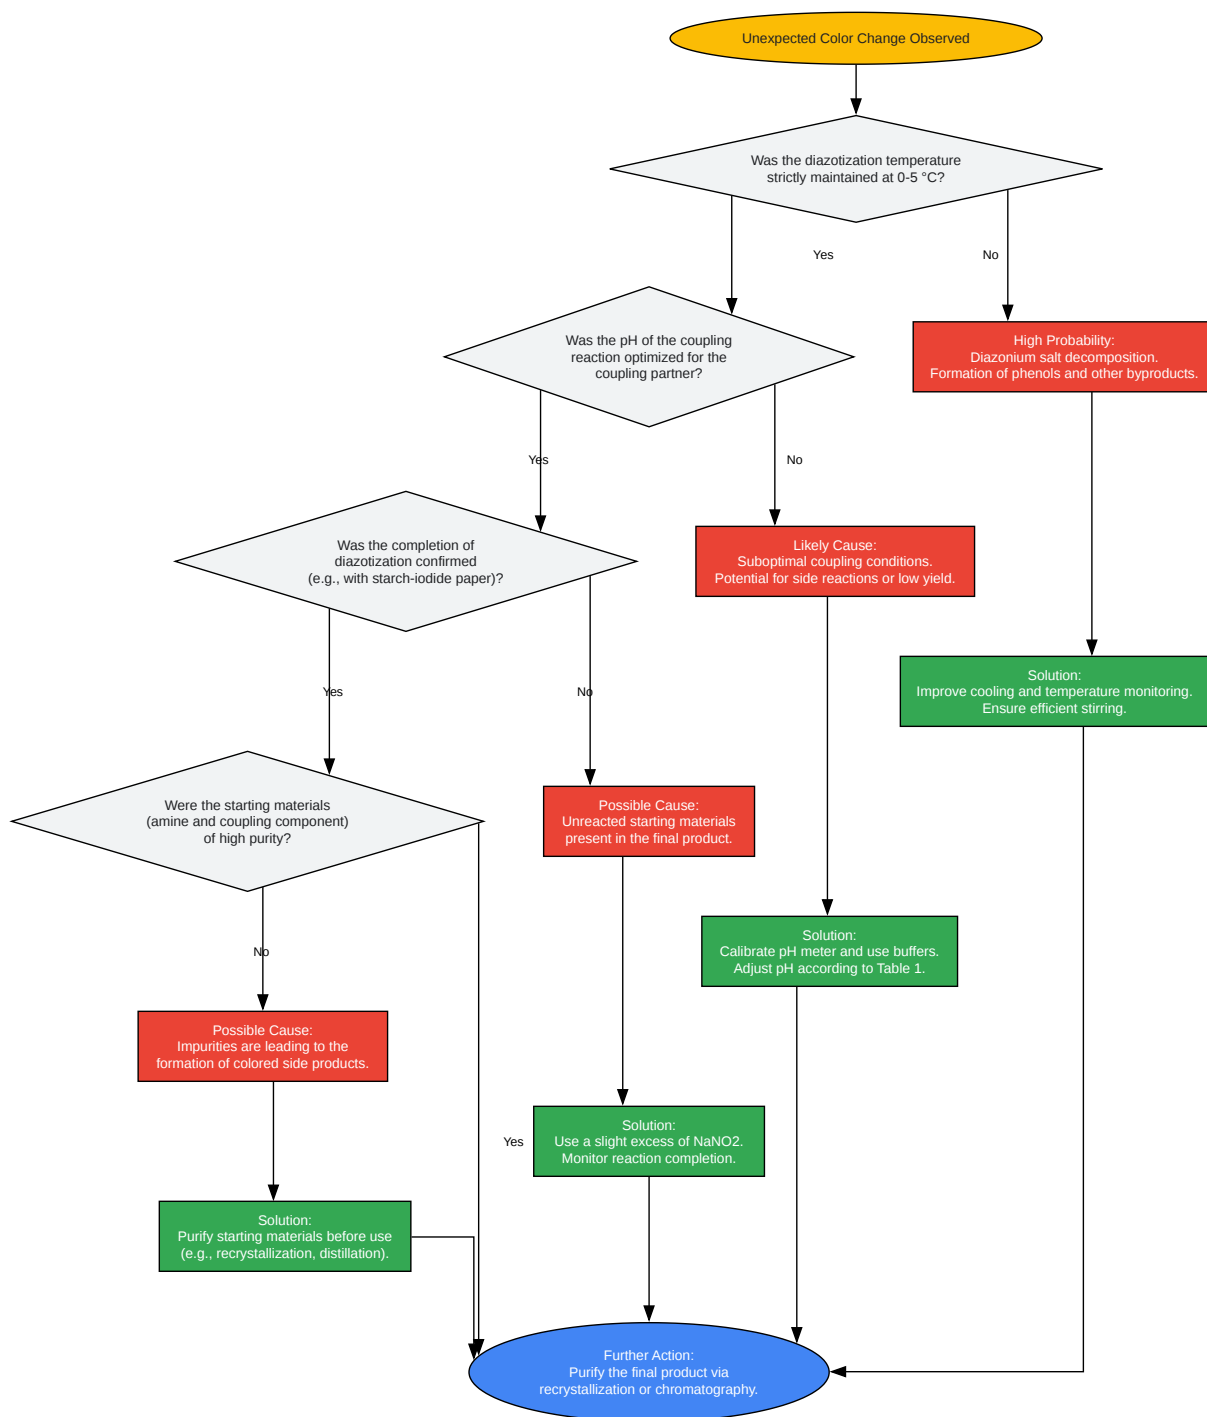 Unexpected Color Change Observed
Was the diazotization temperature
strictly maintained at 0-5 °C?
Yes
No
Was the pH of the coupling
reaction optimized for the
coupling partner?
High Probability:
Diazonium salt decomposition.
Formation of phenols and other byproducts.
Yes
No
Was the completion of
diazotization confirmed
(e.g., with starch-iodide paper)?
Likely Cause:
Suboptimal coupling conditions.
Potential for side reactions or low yield.
Solution:
Improve cooling and temperature monitoring.
Ensure efficient stirring.
Yes
No
Were the starting materials
(amine and coupling component)
of high purity?
Possible Cause:
Unreacted starting materials
present in the final product.
Solution:
Calibrate pH meter and use buffers.
Adjust pH according to Table 1.
No
Possible Cause:
Impurities are leading to the
formation of colored side products.
Yes
Solution:
Use a slight excess of NaNO2.
Monitor reaction completion.
Solution:
Purify starting materials before use
(e.g., recrystallization, distillation).
Further Action:
Purify the final product via
recrystallization or chromatography.